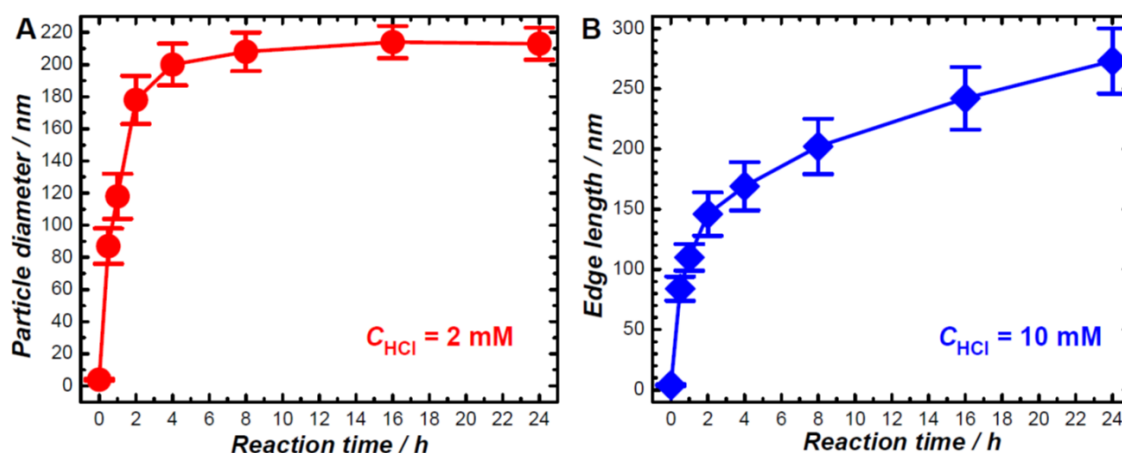 A
220
200
180
160
140
120
100
80
60
40
20
0
Particle diameter / nm
C_HCl = 2 mM
0 2 4 6 8 10 12 14 16 18 20 22 24
Reaction time / h
B
300
250
200
150
100
50
0
Edge length / nm
C_HCl = 10 mM
0 2 4 6 8 10 12 14 16 18 20 22 24
Reaction time / h